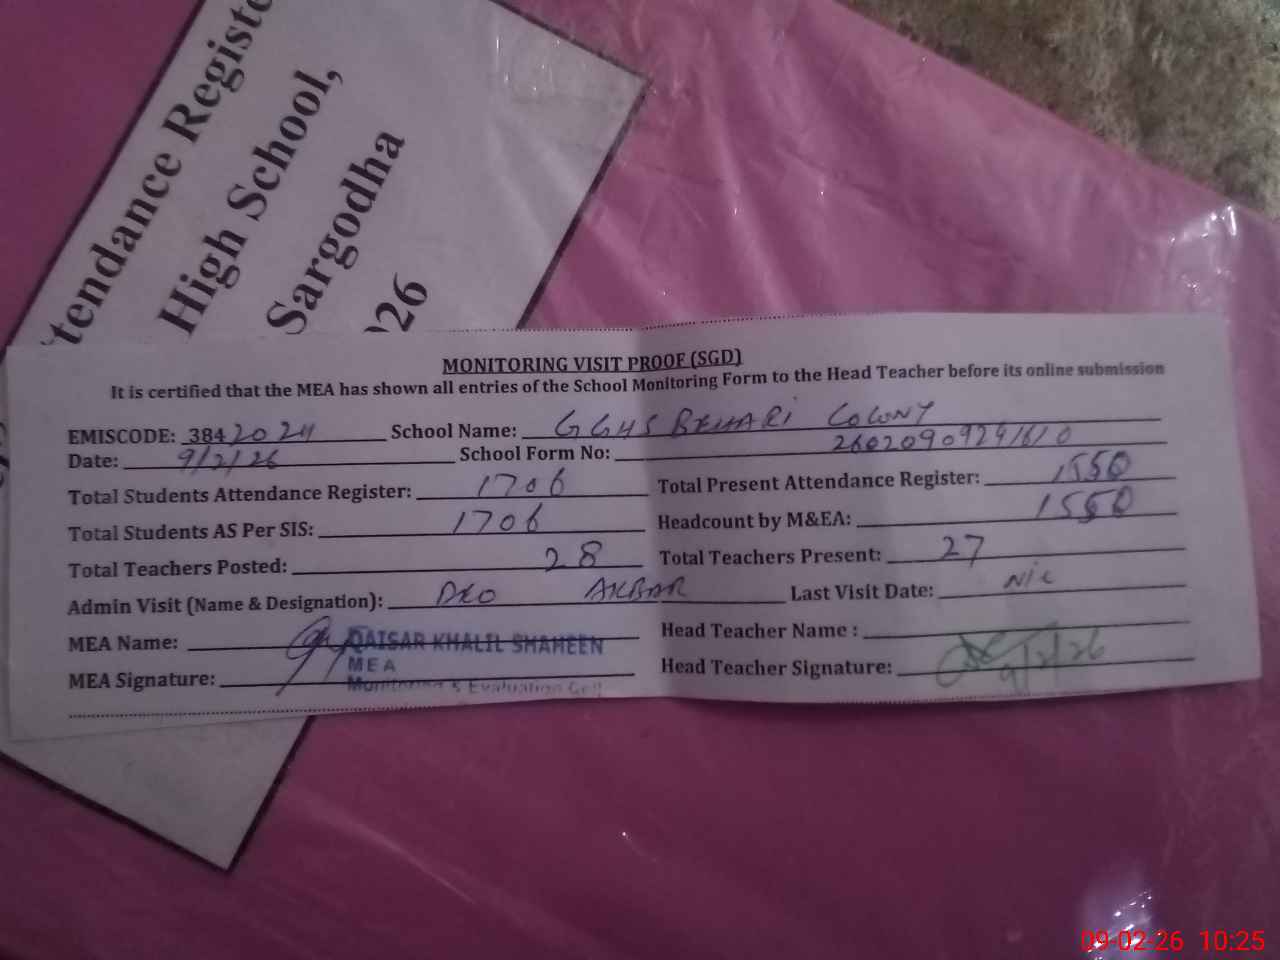 ttendance Registe
High School,
Sargodha
026
MONITORING VISIT PROOF (SGD)
It is certified that the MEA has shown all entries of the School Monitoring Form to the Head Teacher before its online submission
EMISCODE: 38420211 School Name: GGHS BEHARI COLONY
Date: 9/2/26 School Form No:
Total Students Attendance Register: 1706 Total Present Attendance Register: 1550
Total Students AS Per SIS: 1706 Headcount by M&EA: 1550
Total Teachers Posted: 28 Total Teachers Present: 27
Admin Visit (Name & Designation): DEO AKBAR Last Visit Date: Nil
MEA Name: QAISAR KHALIL SHAHEEN Head Teacher Name :
MEA
MEA Signature: Monitoring & Evaluation Cell Head Teacher Signature: 9/2/26
09-02-26 10:25